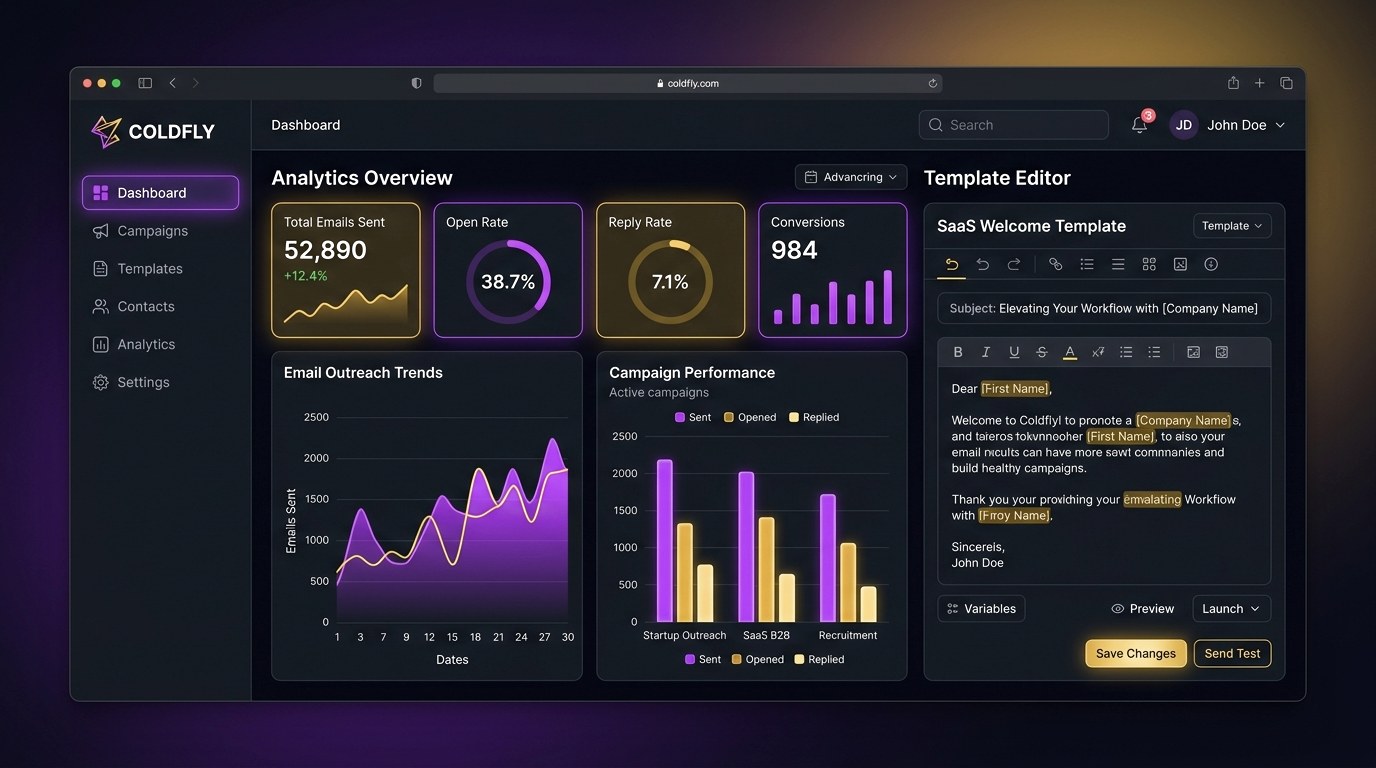 coldfly.com
COLDFLY
Dashboard
Campaigns
Templates
Contacts
Analytics
Settings
Dashboard
Search
3
JD
John Doe
Analytics Overview
Advancring
Total Emails Sent
52,890
+12.4%
Open Rate
38.7%
Reply Rate
7.1%
Conversions
984
Email Outreach Trends
Emails Sent
2500
2000
1500
1000
500
0
1 3 7 9 12 15 18 21 24 27 30
Dates
Campaign Performance
Active campaigns
Sent Opened Replied
2500
2000
1500
1000
500
0
Startup Outreach SaaS B28 Recruitment
Sent Opened Replied
Template Editor
SaaS Welcome Template
Template
Subject: Elevating Your Workflow with [Company Name]
B I U S A
Dear [First Name],
Welcome to Coldflyl to pronote a [Company Name] s,
and [First Name], to aiso your
email can have more
build healthy campaigns.
Thank you your providing your Workflow
with [Frroy Name].
Sincereis,
John Doe
Variables
Preview
Launch
Save Changes
Send Test